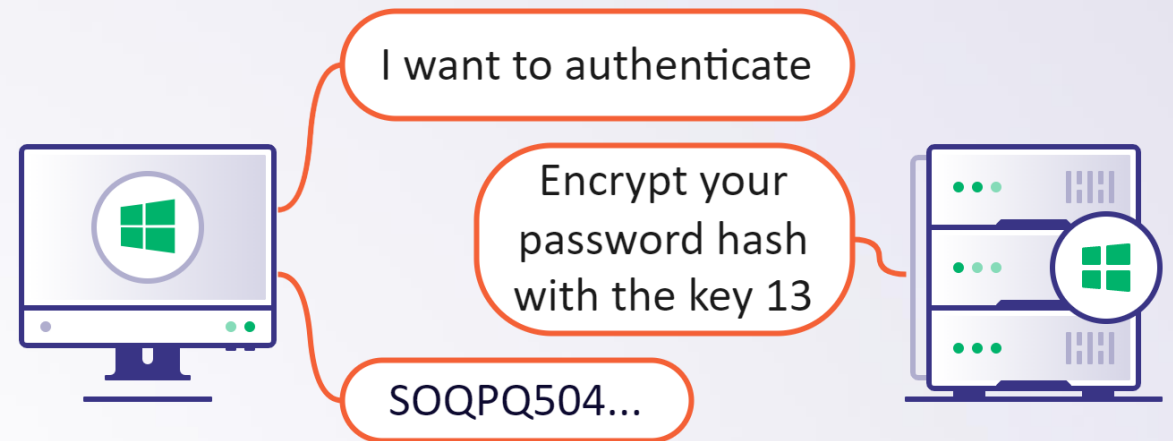 I want to authenticate
Encrypt your
password hash
with the key 13
SOQPQ504...